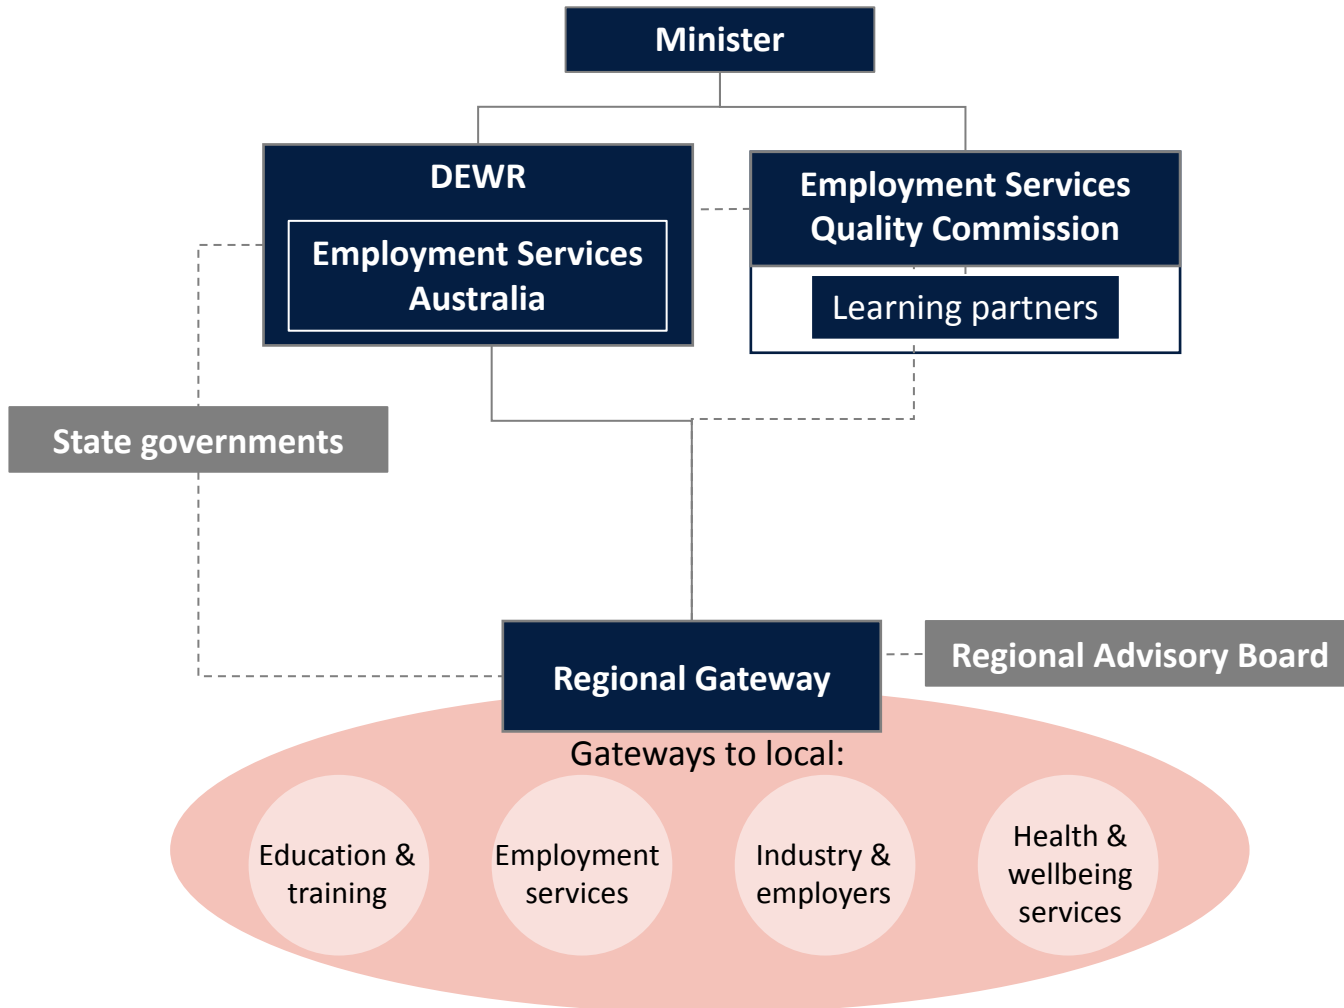 Minister
DEWR
Employment Services
Australia
Employment Services
Quality Commission
Learning partners
State governments
Regional Gateway
Regional Advisory Board
Gateways to local:
Education &
training
Employment
services
Industry &
employers
Health &
wellbeing
services